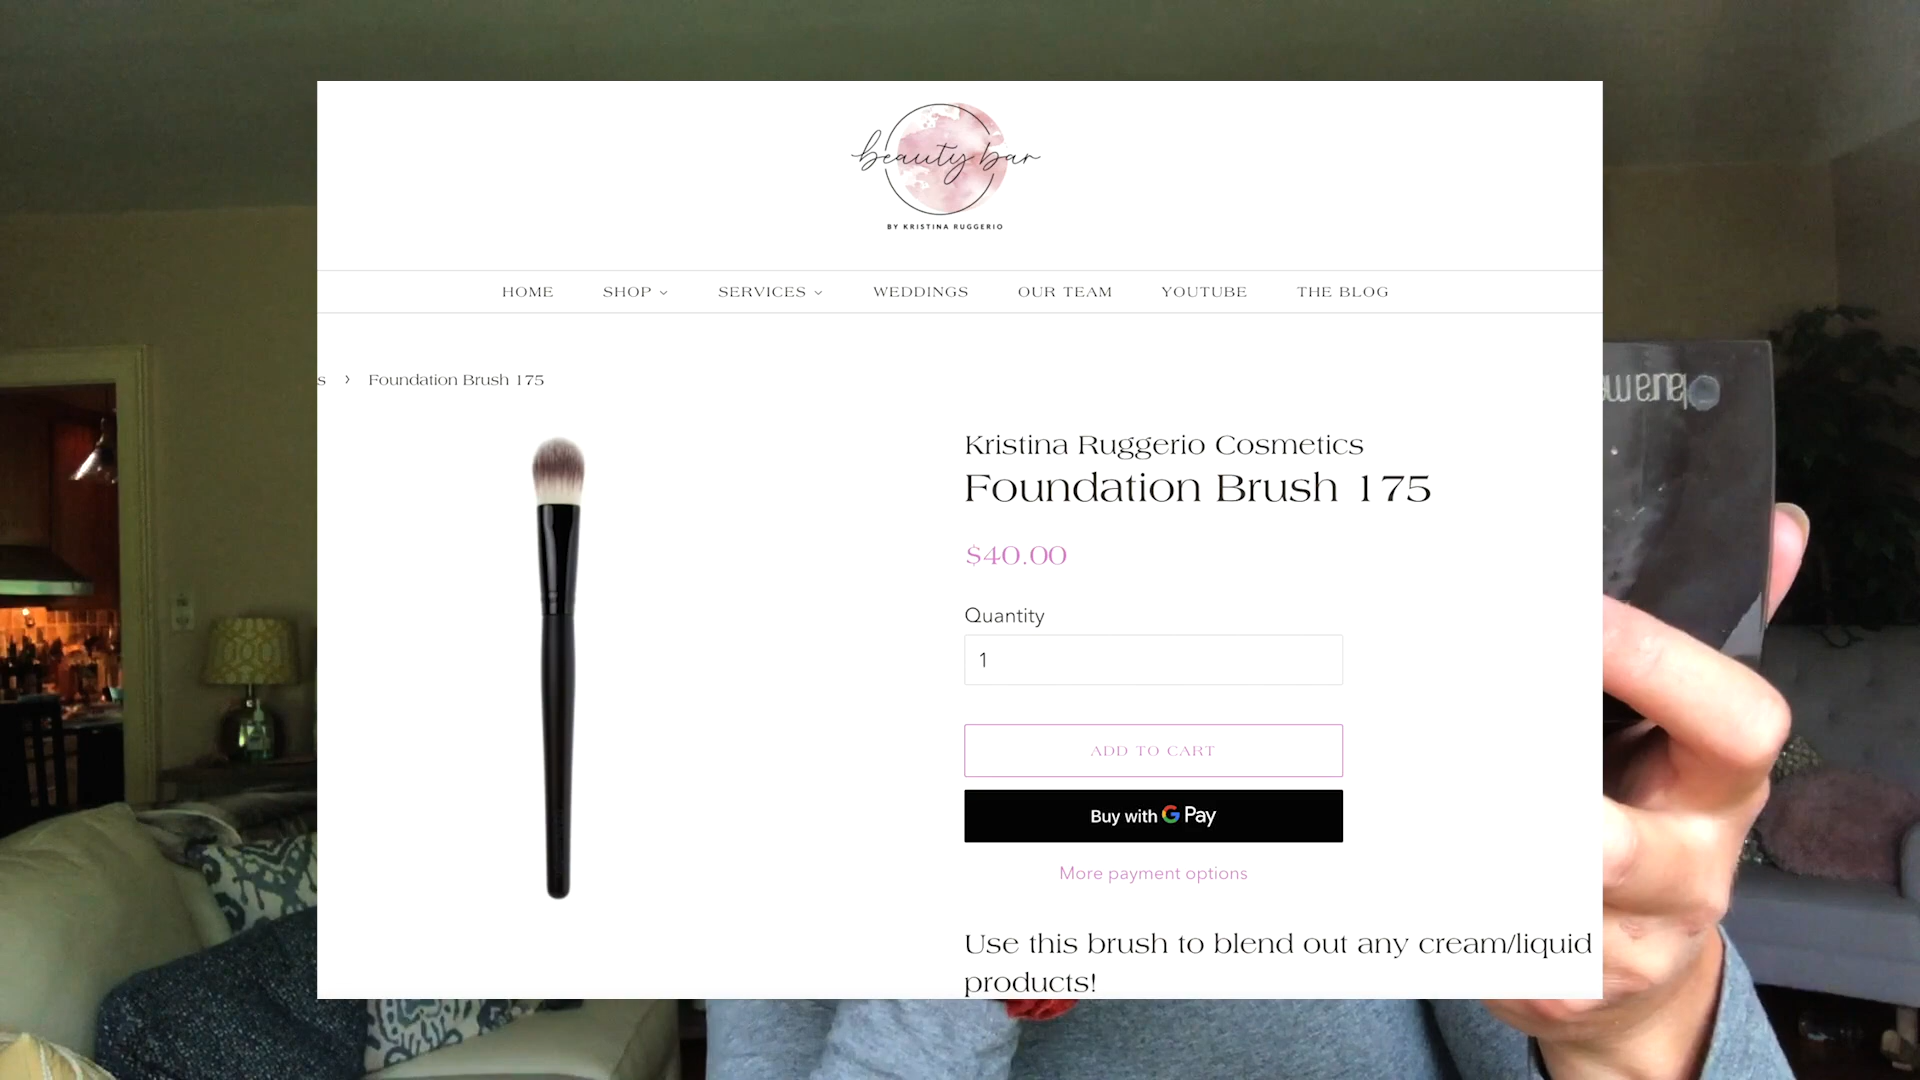 beauty bar
BY KRISTINA RUGGERIO
HOME SHOP SERVICES WEDDINGS OUR TEAM YOUTUBE THE BLOG
s › Foundation Brush 175
Kristina Ruggerio Cosmetics
Foundation Brush 175
$40.00
Quantity
1
ADD TO CART
Buy with G Pay
More payment options
Use this brush to blend out any cream/liquid
products!